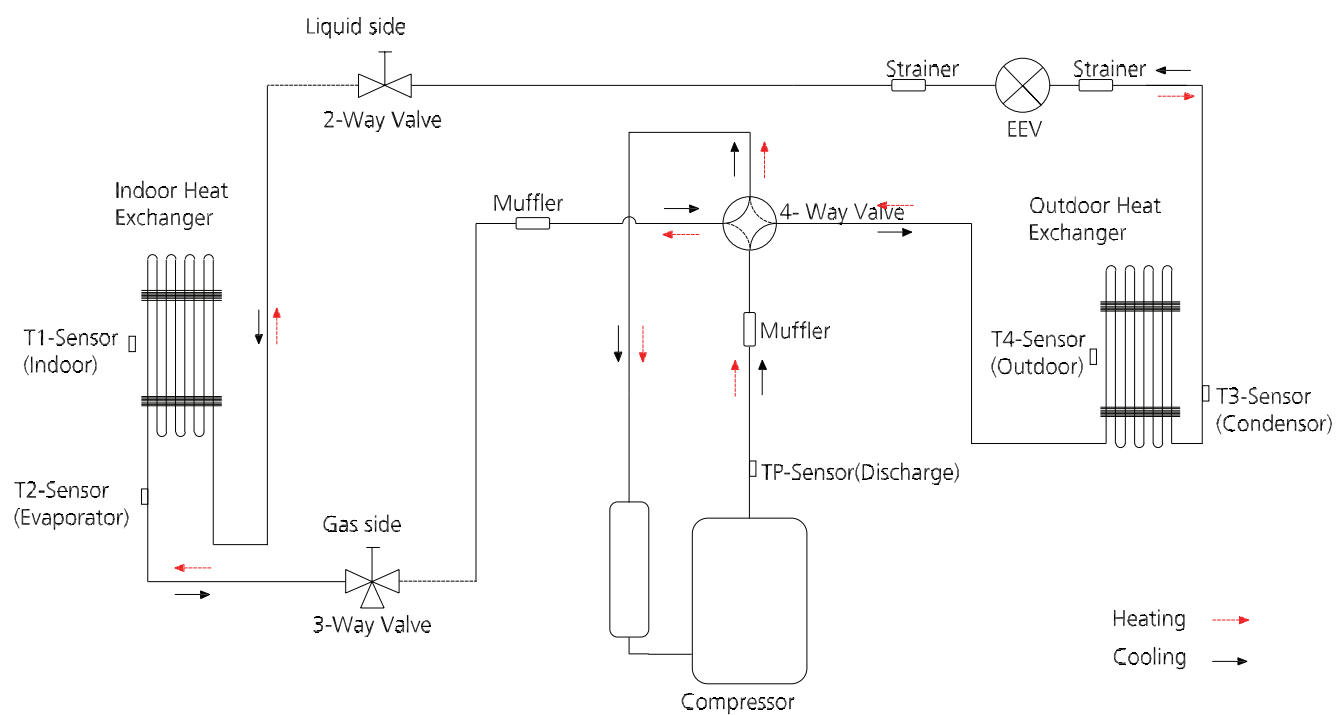 Liquid side
2-Way Valve
Strainer
EEV
Strainer
Indoor Heat
Exchanger
Muffler
4- Way Valve
Outdoor Heat
Exchanger
T1-Sensor
(Indoor)
Muffler
T4-Sensor
(Outdoor)
T3-Sensor
(Condensor)
TP-Sensor(Discharge)
T2-Sensor
(Evaporator)
Gas side
3-Way Valve
Compressor
Heating
Cooling